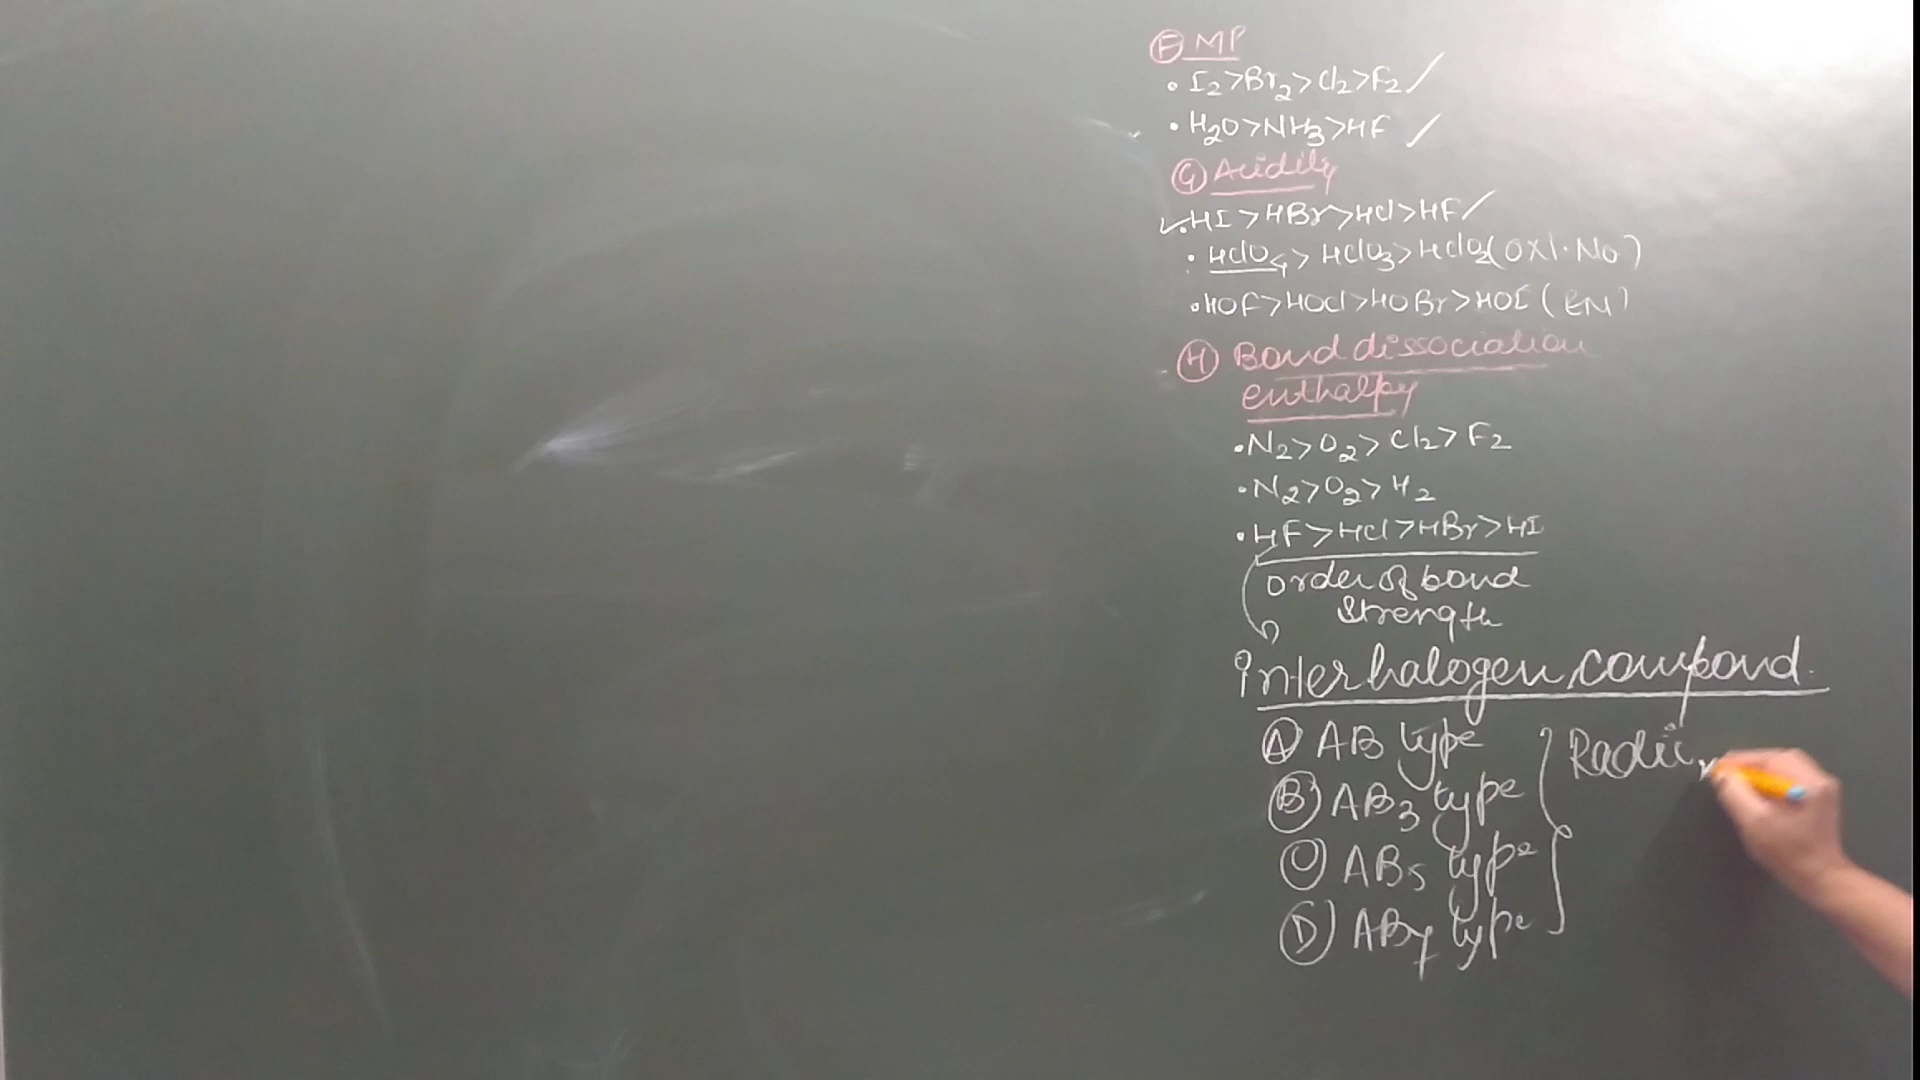 Ⓕ MP
• I₂>Br₂>Cl₂>F₂
• H₂O>NH₃>HF
Ⓖ Acidity
•HI>HBr>HCl>HF
• HClO₄>HClO₃>HClO₂(OXI.No)
•HOF>HOCl>HOBr>HOI(EN)
Ⓗ Bond dissociation
enthalpy
•N₂>O₂>Cl₂>F₂
•N₂>O₂>H₂
•HF>HCl>HBr>HI
order of bond
strength
interhalogen compond.
Ⓐ AB type
Ⓑ AB₃ type
Ⓒ AB₅ type
Ⓓ AB₇ type
Radii